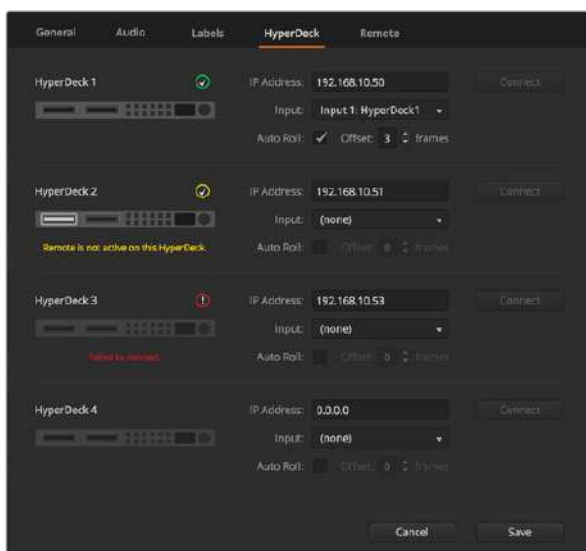 General Audio Labels HyperDeck Remote
HyperDeck 1 IP Address: 192.168.10.50 Connect
Input: Input 1: HyperDeck1
Auto Roll: Offset: 3 frames
HyperDeck 2 IP Address: 192.168.10.51 Connect
Input: (none)
Remote is not active on this HyperDeck.
Auto Roll: Offset: 0 frames
HyperDeck 3 IP Address: 192.168.10.53 Connect
Input: (none)
Failed to connect.
Auto Roll: Offset: 0 frames
HyperDeck 4 IP Address: 0.0.0.0 Connect
Input: (none)
Auto Roll: Offset: 0 frames
Cancel Save